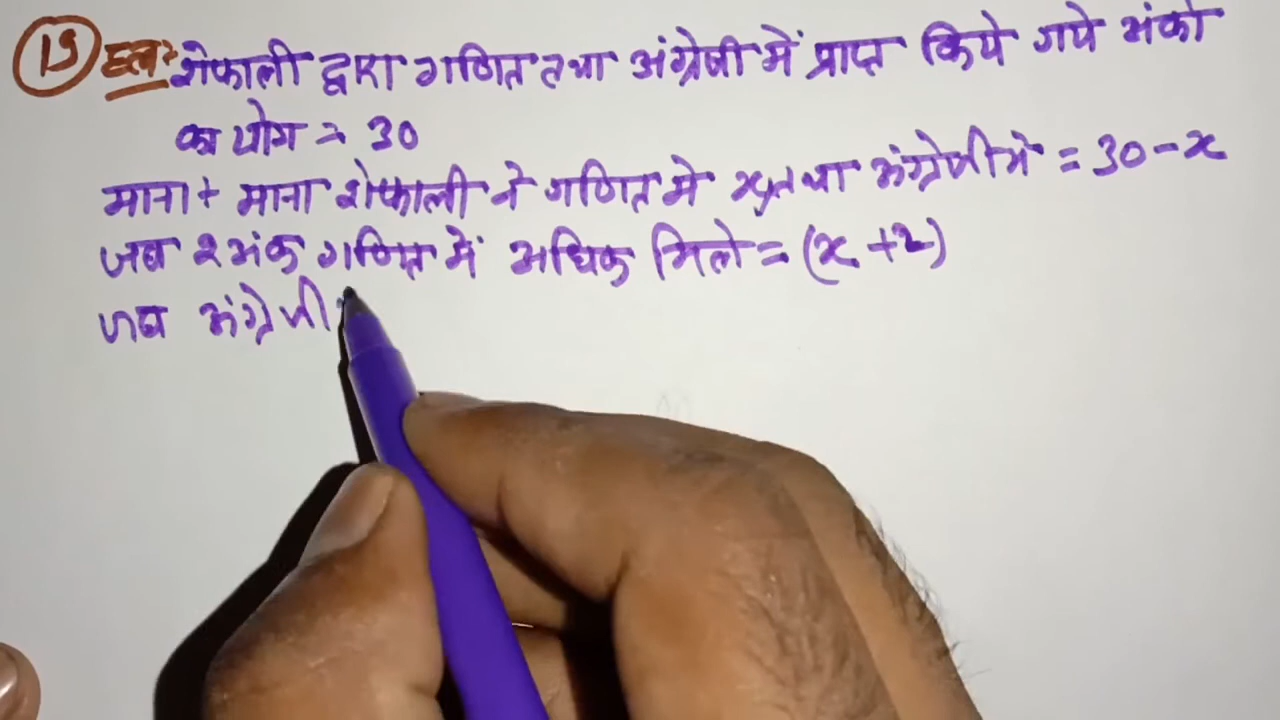 15 हल:- शेफाली द्वारा गणित तथा अंग्रेजी में प्राप्त किये गये अंको
का योग = 30
माना + माना शेफाली ने गणित मे x तथा अंग्रेजी मे = 30 - x
जब 2 अंक गणित में अधिक मिले = (x + 2)
जब अंग्रेजी